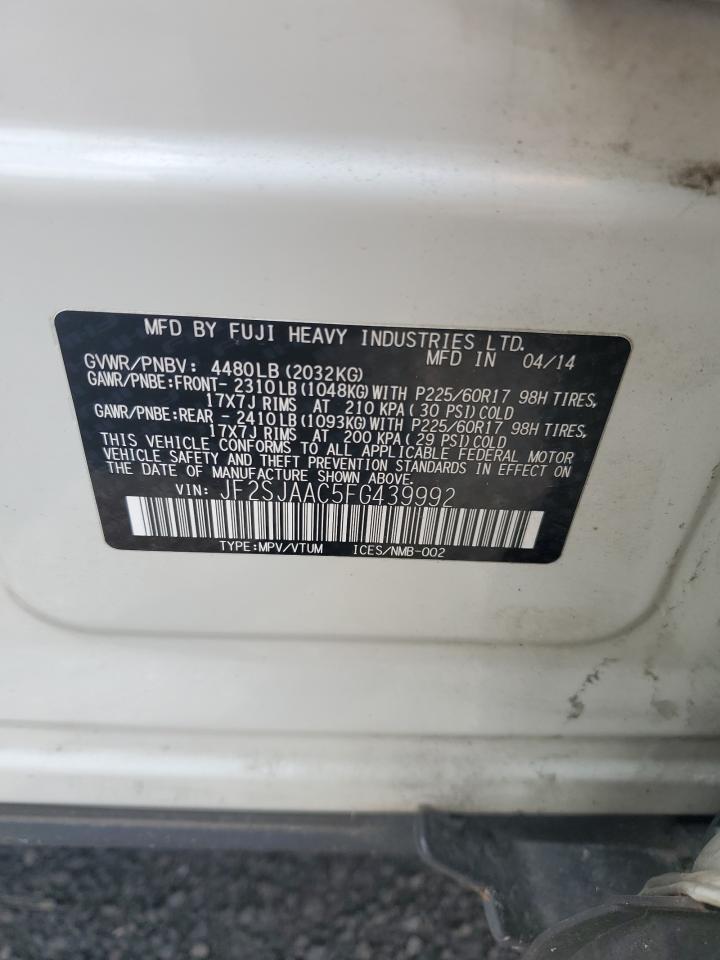 MFD BY FUJI HEAVY INDUSTRIES LTD.
GVWR/PNBV: 4480LB (2032KG) MFD IN 04/14
GAWR/PNBE:FRONT- 2310LB (1048KG)WITH P225/60R17 98H TIRES,
17X7J RIMS AT 210 KPA (30 PSI)COLD
GAWR/PNBE:REAR - 2410LB (1093KG)WITH P225/60R17 98H TIRES,
17X7J RIMS AT 200 KPA (29 PSI)COLD
THIS VEHICLE CONFORMS TO ALL APPLICABLE FEDERAL MOTOR
VEHICLE SAFETY AND THEFT PREVENTION STANDARDS IN EFFECT ON
THE DATE OF MANUFACTURE SHOWN ABOVE.
VIN: JF2SJAAC5FG439992
TYPE:MPV/VTUM ICES/NMB-002